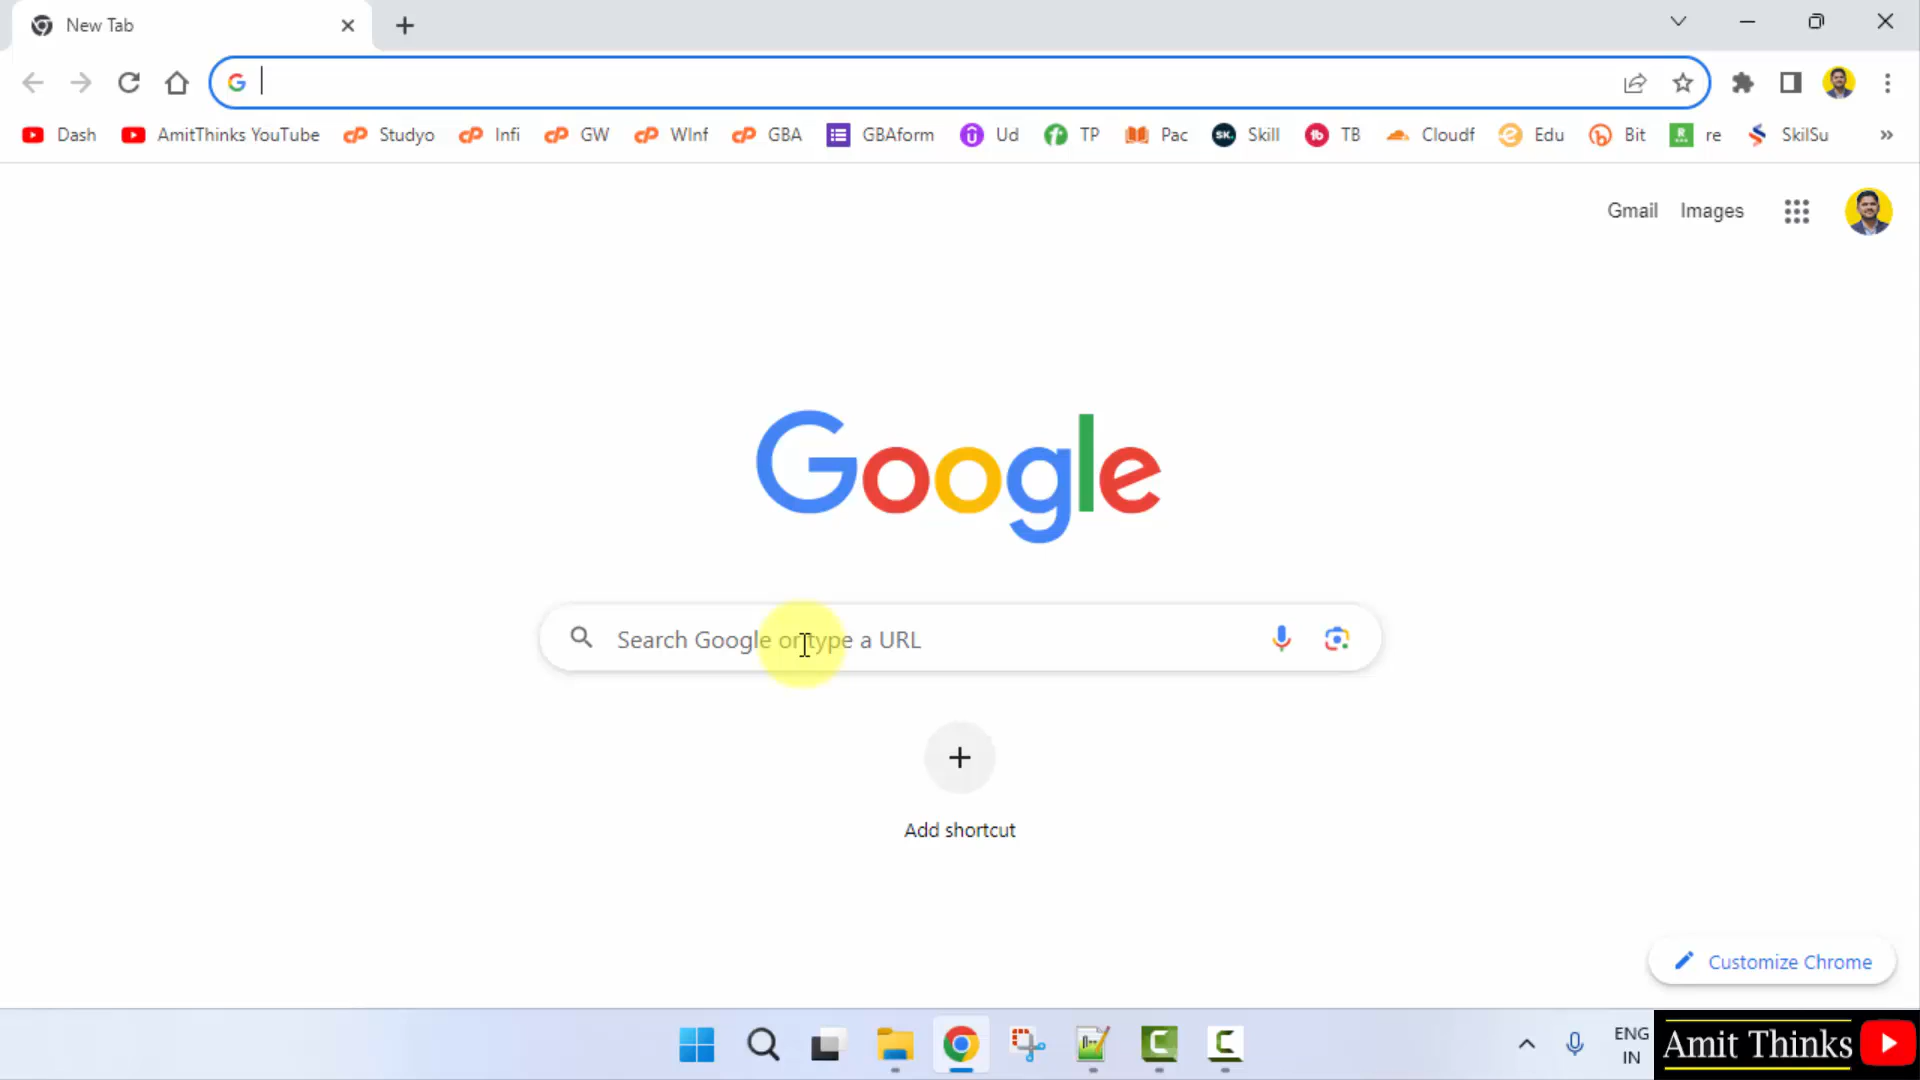 New Tab
Dash AmitThinks YouTube Studyo Infi GW WInf GBA GBAform Ud TP Pac Skill TB Cloudf Edu Bit re SkilSu »
Gmail Images
Google
Search Google or type a URL
Add shortcut
Customize Chrome
ENG
IN
Amit Thinks